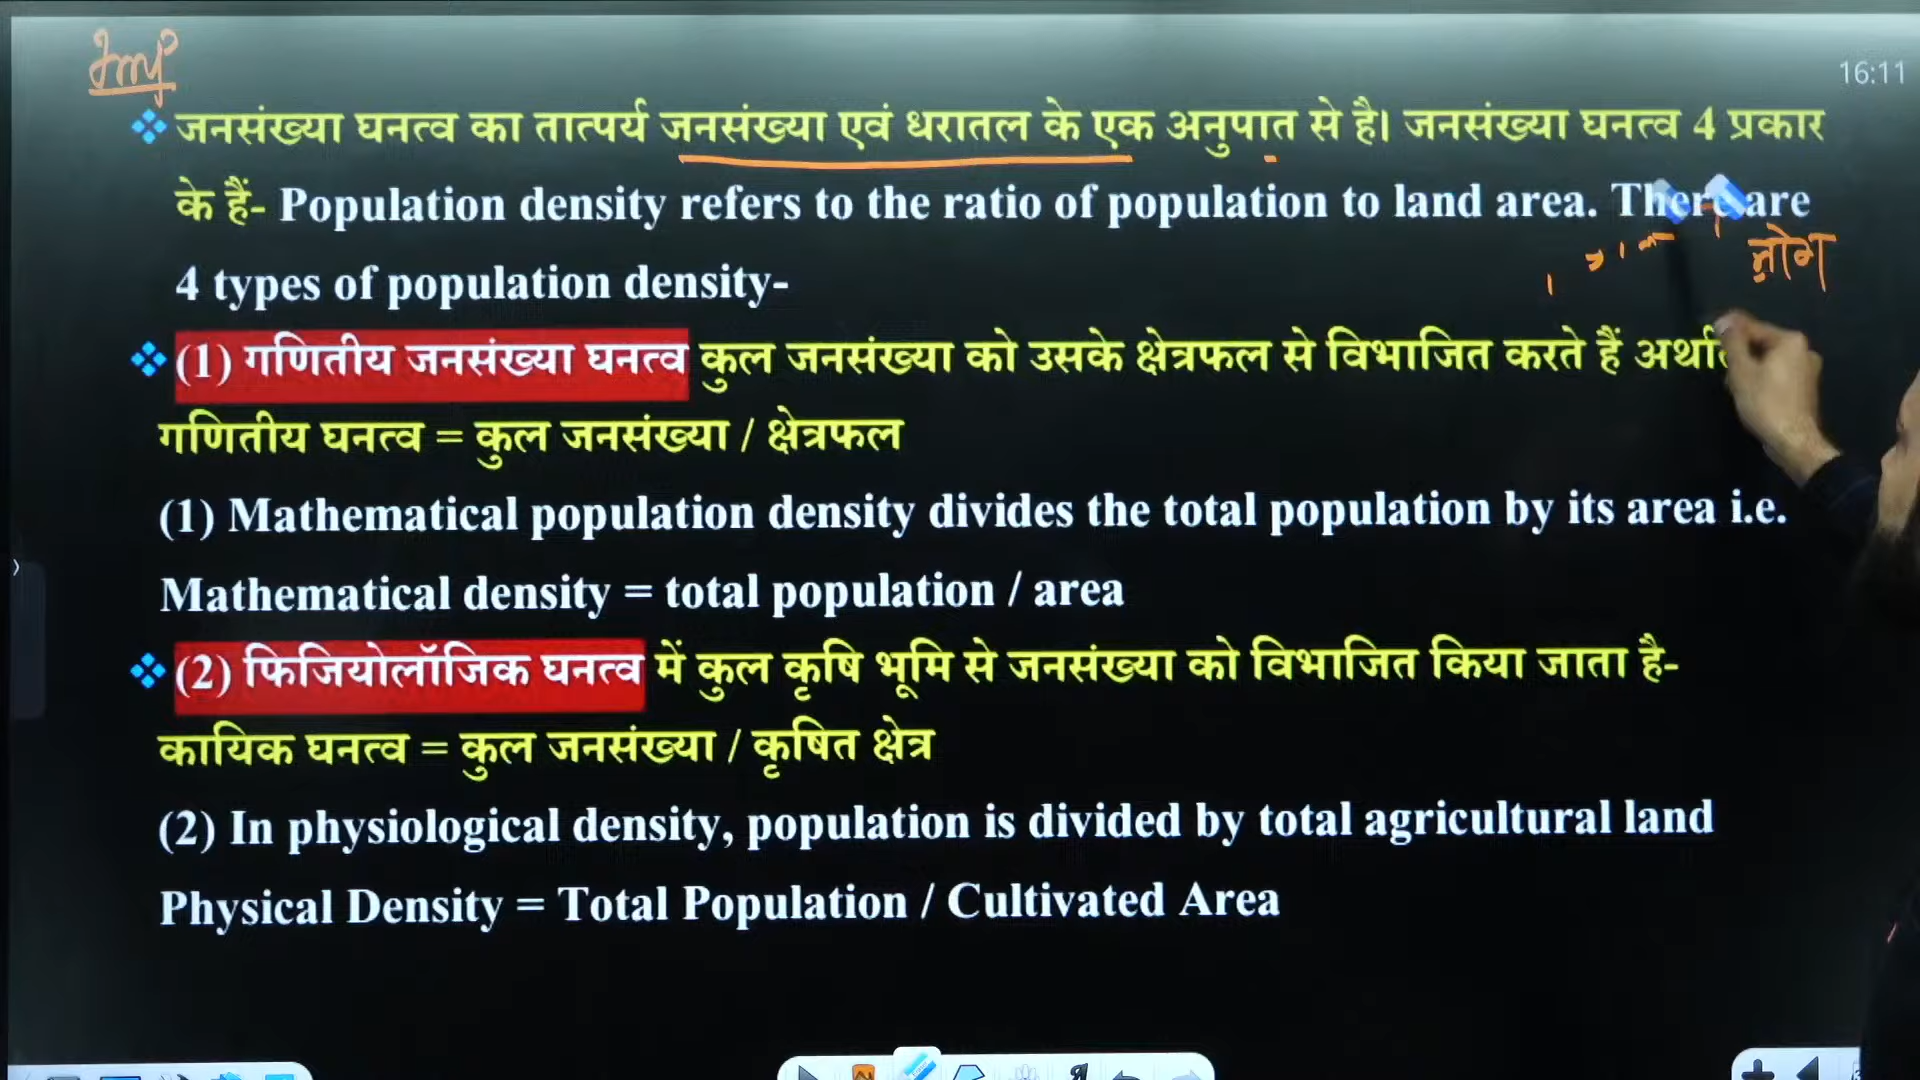 Imp
16:11
❖ जनसंख्या घनत्व का तात्पर्य जनसंख्या एवं धरातल के एक अनुपात से है। जनसंख्या घनत्व 4 प्रकार
के हैं- Population density refers to the ratio of population to land area. There are
4 types of population density-
❖ (1) गणितीय जनसंख्या घनत्व कुल जनसंख्या को उसके क्षेत्रफल से विभाजित करते हैं
गणितीय घनत्व = कुल जनसंख्या / क्षेत्रफल
(1) Mathematical population density divides the total population by its area i.e.
Mathematical density = total population / area
❖ (2) फिजियोलॉजिक घनत्व में कुल कृषि भूमि से जनसंख्या को विभाजित किया जाता है-
कायिक घनत्व = कुल जनसंख्या / कृषित क्षेत्र
(2) In physiological density, population is divided by total agricultural land
Physical Density = Total Population / Cultivated Area